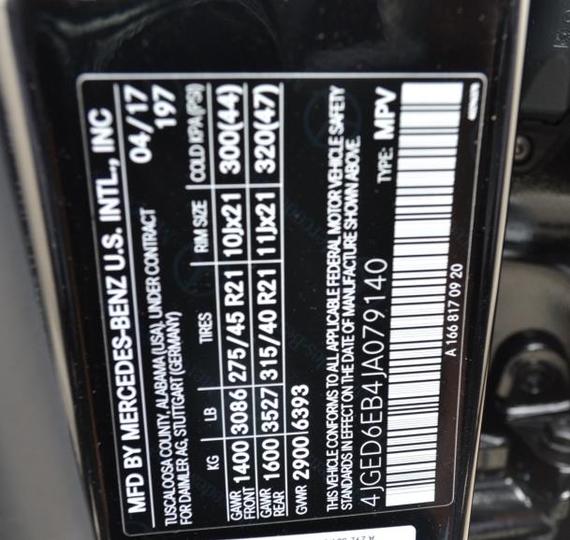 MFD BY MERCEDES-BENZ U.S. INTL., INC
TUSCALOOSA COUNTY, ALABAMA (USA), UNDER CONTRACT 04/17
FOR DAIMLER AG, STUTTGART (GERMANY) 197
KG LB TIRES RIM SIZE COLD KPA (PSI)
GAWR FRONT 1400 3086 275/45 R21 10Jx21 300(44)
GAWR REAR 1600 3527 315/40 R21 11Jx21 320(47)
GVWR 2900 6393
THIS VEHICLE CONFORMS TO ALL APPLICABLE FEDERAL MOTOR VEHICLE SAFETY
STANDARDS IN EFFECT ON THE DATE OF MANUFACTURE SHOWN ABOVE.
4JGED6EB4JA079140 TYPE: MPV
A 166 817 09 20